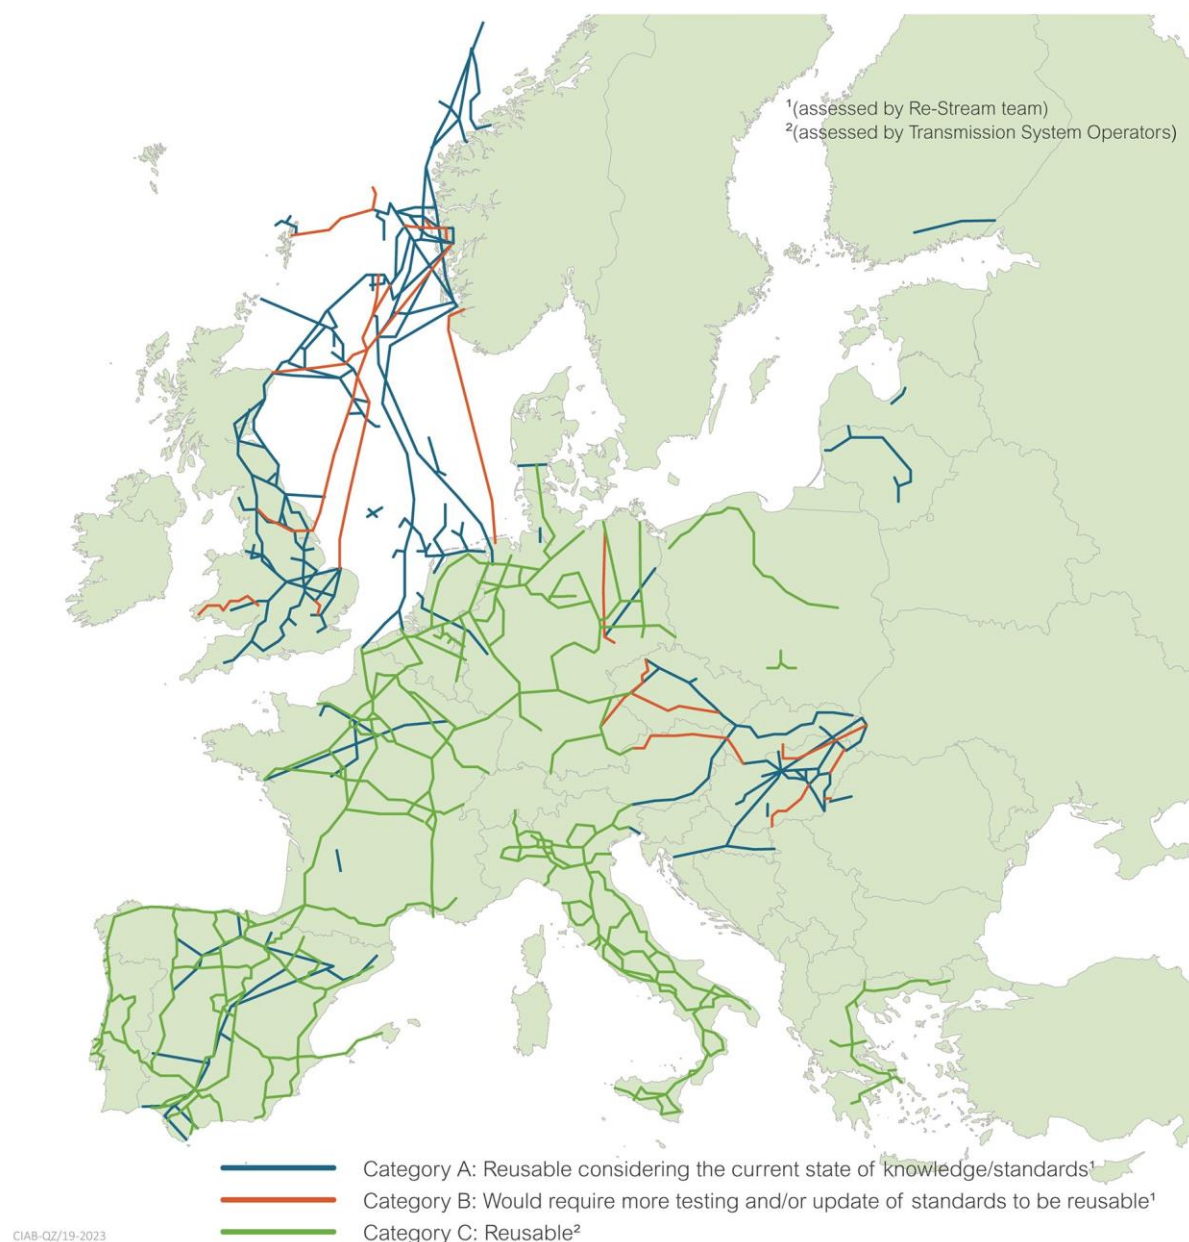 ¹(assessed by Re-Stream team)
²(assessed by Transmission System Operators)
Category A: Reusable considering the current state of knowledge/standards¹
Category B: Would require more testing and/or update of standards to be reusable¹
Category C: Reusable²
CIAB-QZ/19-2023